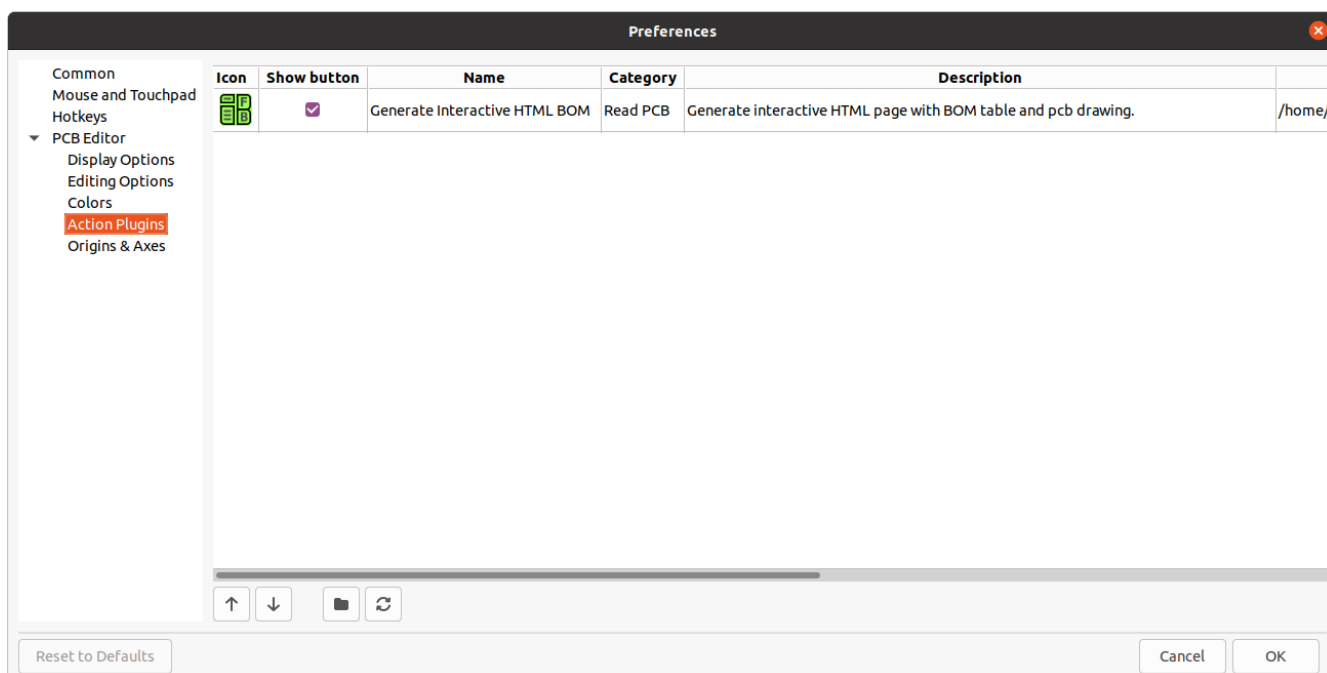 Preferences
Common
Mouse and Touchpad
Hotkeys
PCB Editor
Display Options
Editing Options
Colors
Action Plugins
Origins & Axes
Icon Show button Name Category Description
F
B
Generate Interactive HTML BOM Read PCB Generate interactive HTML page with BOM table and pcb drawing. /home/
Reset to Defaults Cancel OK